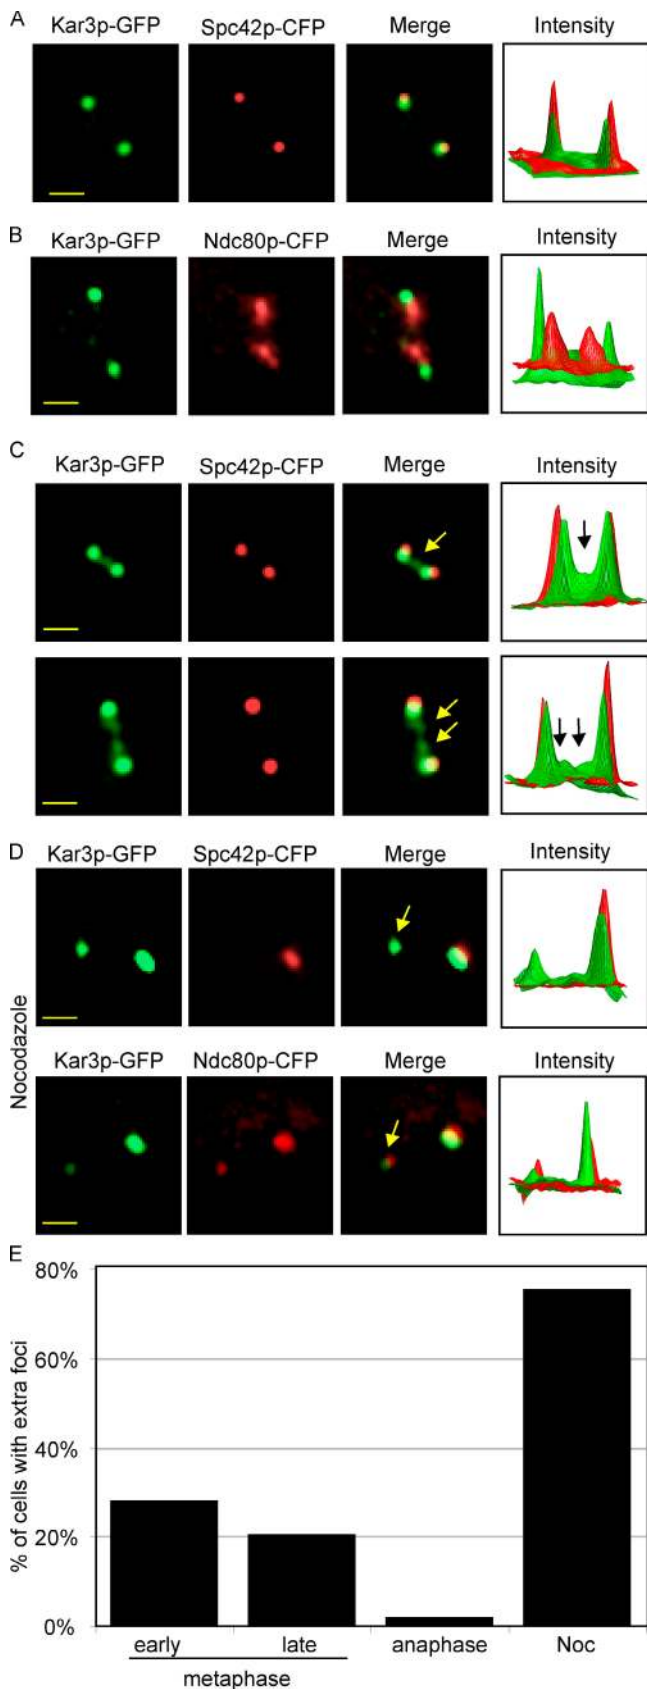 A
Kar3p-GFP Spc42p-CFP Merge Intensity
B
Kar3p-GFP Ndc80p-CFP Merge Intensity
C
Kar3p-GFP Spc42p-CFP Merge Intensity
D
Kar3p-GFP Spc42p-CFP Merge Intensity
Nocodazole
Kar3p-GFP Ndc80p-CFP Merge Intensity
E
% of cells with extra foci
80%
60%
40%
20%
0%
early late anaphase Noc
metaphase